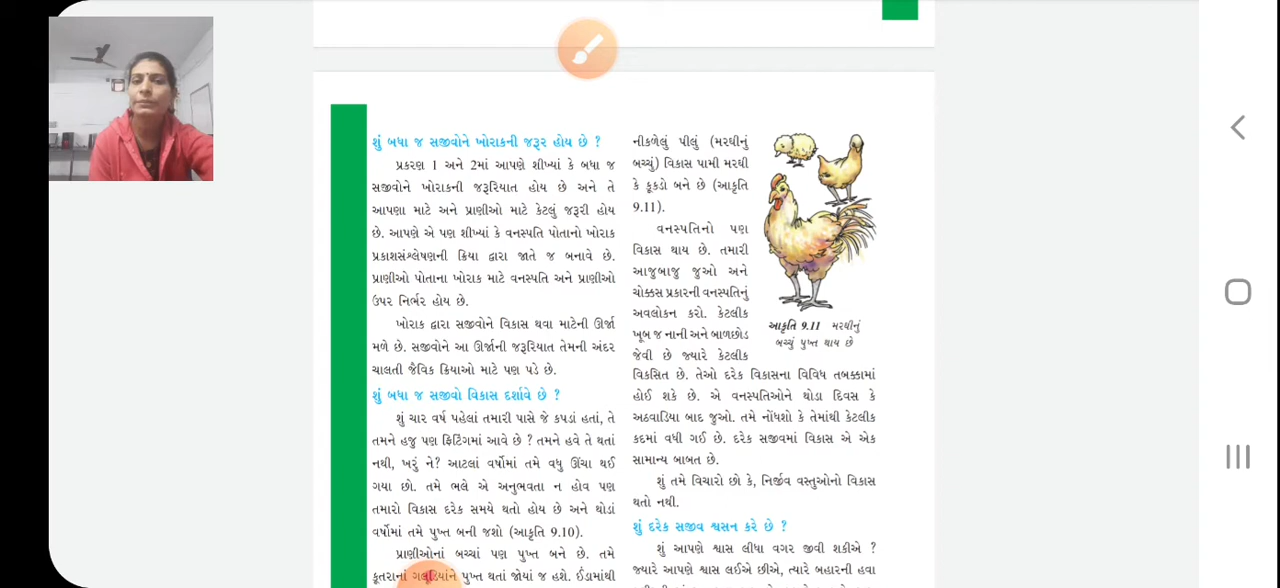 શું બધા જ સજીવોને ખોરાકની જરૂર હોય છે ?
પ્રકરણ 1 અને 2માં આપણે શીખ્યાં કે બધા જ
સજીવોને ખોરાકની જરૂરિયાત હોય છે અને તે
આપણા માટે અને પ્રાણીઓ માટે કેટલું જરૂરી હોય
છે. આપણે એ પણ શીખ્યાં કે વનસ્પતિ પોતાનો ખોરાક
પ્રકાશસંશ્લેષણની ક્રિયા દ્વારા જાતે જ બનાવે છે.
પ્રાણીઓ પોતાના ખોરાક માટે વનસ્પતિ અને પ્રાણીઓ
ઉપર નિર્ભર હોય છે.
ખોરાક દ્વારા સજીવોને વિકાસ થવા માટેની ઊર્જા
મળે છે. સજીવોને આ ઊર્જાની જરૂરિયાત તેમની અંદર
ચાલતી જૈવિક ક્રિયાઓ માટે પણ પડે છે.
શું બધા જ સજીવો વિકાસ દર્શાવે છે ?
શું ચાર વર્ષ પહેલાં તમારી પાસે જે કપડાં હતાં, તે
તમને હજુ પણ ફિટિંગમાં આવે છે ? તમને હવે તે થતાં
નથી, ખરું ને? આટલાં વર્ષોમાં તમે વધુ ઊંચા થઈ
ગયા છો. તમે ભલે એ અનુભવતા ન હોવ પણ
તમારો વિકાસ દરેક સમયે થતો હોય છે અને થોડાં
વર્ષોમાં તમે પુખ્ત બની જશો (આકૃતિ 9.10).
પ્રાણીઓનાં બચ્ચાં પણ પુખ્ત બને છે. તમે
કૂતરાનાં ગલુડિયાંને પુખ્ત થતાં જોયાં જ હશે. ઈંડામાંથી
નીકળેલું પીલું (મરઘીનું
બચ્ચું) વિકાસ પામી મરઘી
કે કૂકડો બને છે (આકૃતિ
9.11).
વનસ્પતિનો પણ
વિકાસ થાય છે. તમારી
આજુબાજુ જુઓ અને
ચોક્કસ પ્રકારની વનસ્પતિનું
અવલોકન કરો. કેટલીક
ખૂબ જ નાની અને બાળછોડ
જેવી છે જ્યારે કેટલીક
વિકસિત છે. તેઓ દરેક વિકાસના વિવિધ તબક્કામાં
હોઈ શકે છે. એ વનસ્પતિઓને થોડા દિવસ કે
અઠવાડિયા બાદ જુઓ. તમે નોંધશો કે તેમાંથી કેટલીક
કદમાં વધી ગઈ છે. દરેક સજીવમાં વિકાસ એ એક
સામાન્ય બાબત છે.
શું તમે વિચારો છો કે, નિર્જીવ વસ્તુઓનો વિકાસ
થતો નથી.
શું દરેક સજીવ શ્વસન કરે છે ?
શું આપણે શ્વાસ લીધા વગર જીવી શકીએ ?
જ્યારે આપણે શ્વાસ લઈએ છીએ, ત્યારે બહારની હવા
આકૃતિ 9.11 મરઘીનું
બચ્ચું પુખ્ત થાય છે